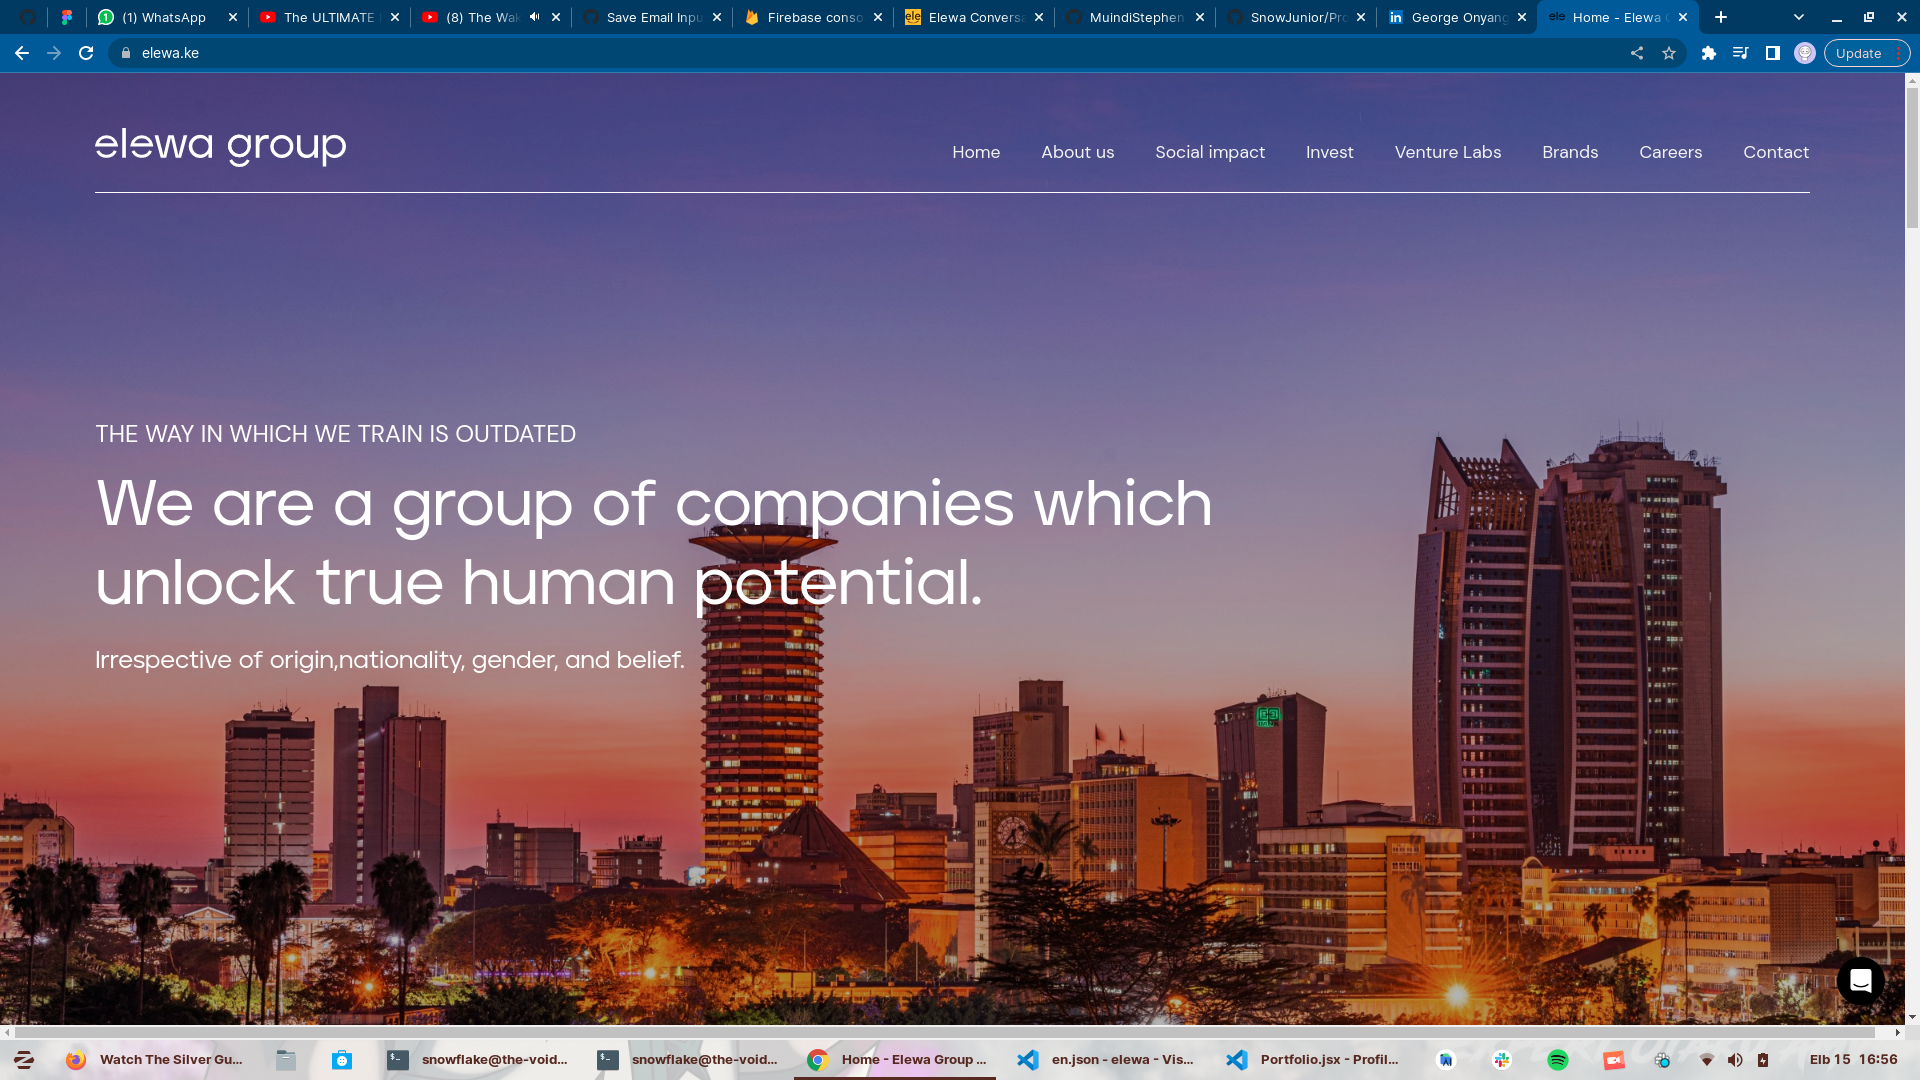 (1) WhatsApp
The ULTIMATE
(8) The Wak
Save Email Inpu
Firebase conso
Elewa Conversa
MuindiStephen
SnowJunior/Pro
George Onyang
Home - Elewa G
elewa.ke
Update
elewa group
Home
About us
Social impact
Invest
Venture Labs
Brands
Careers
Contact
THE WAY IN WHICH WE TRAIN IS OUTDATED
We are a group of companies which
unlock true human potential.
Irrespective of origin,nationality, gender, and belief.
Watch The Silver Gu...
snowflake@the-void...
snowflake@the-void...
Home - Elewa Group ...
en.json - elewa - Vis...
Portfolio.jsx - Profil...
Elb 15 16:56